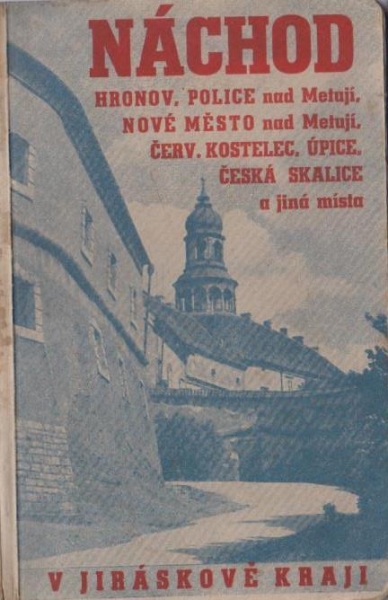 NÁCHOD
HRONOV, POLICE nad Metují,
NOVÉ MĚSTO nad Metují,
ČERV. KOSTELEC, ÚPICE,
ČESKÁ SKALICE
a jiná místa
V JIRÁSKOVĚ KRAJI